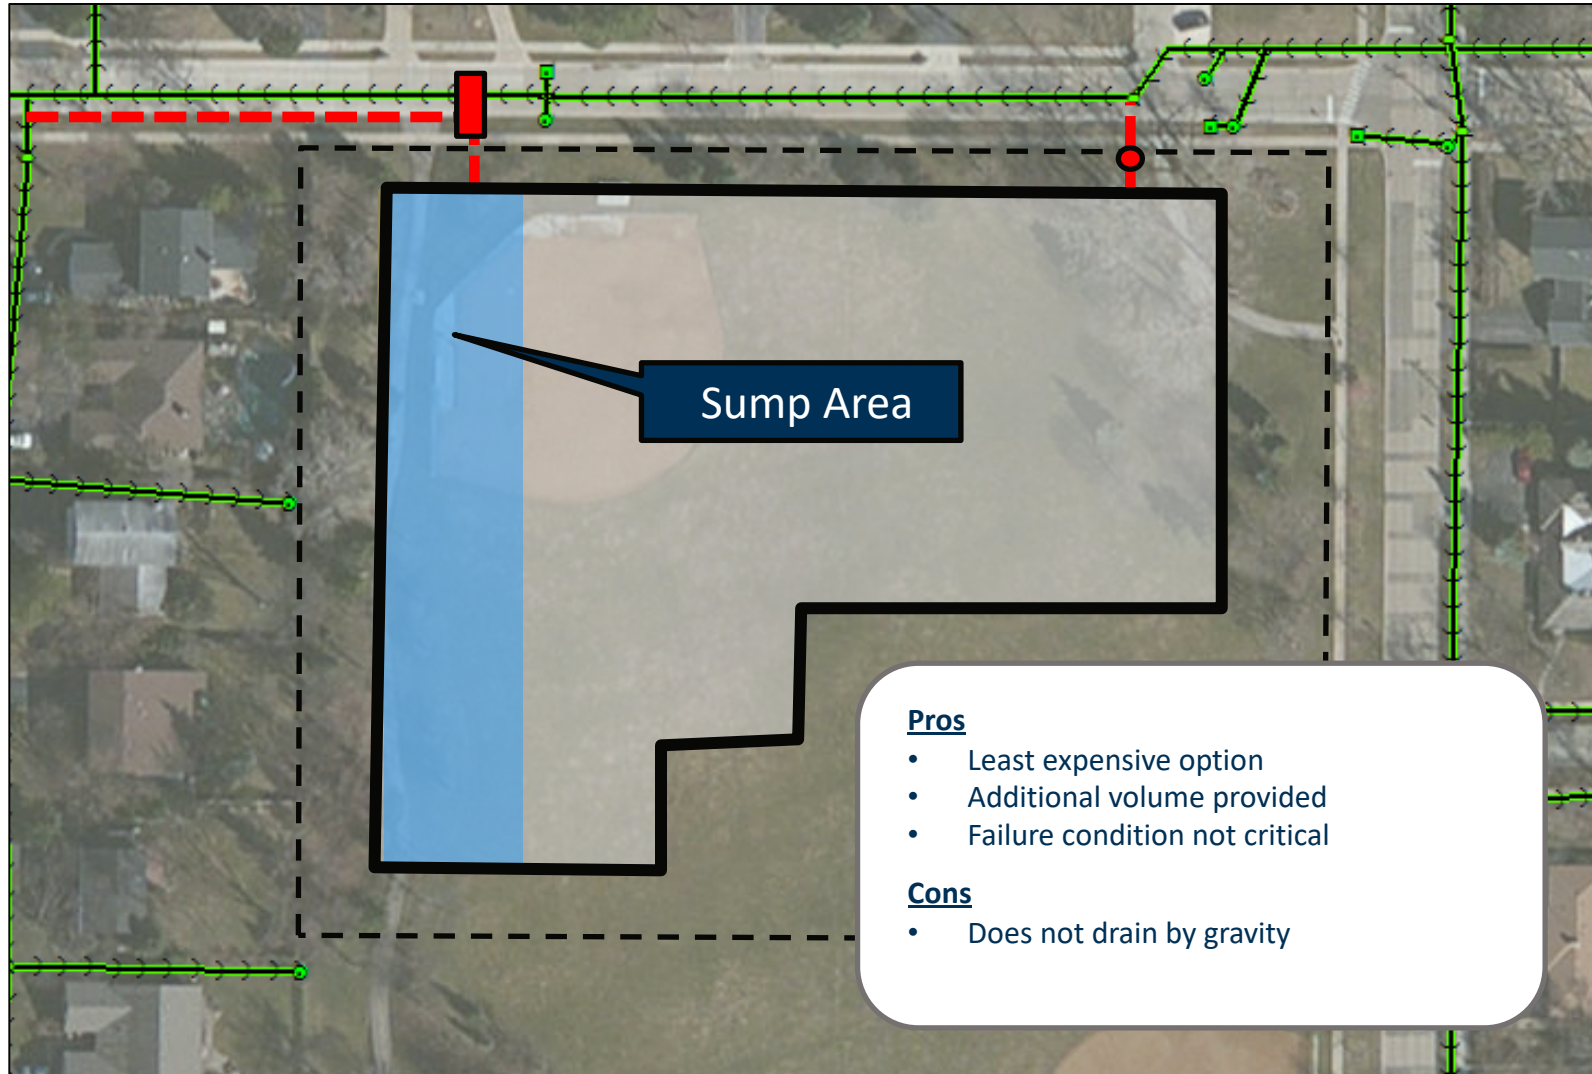 Sump Area
Pros
• Least expensive option
• Additional volume provided
• Failure condition not critical
Cons
• Does not drain by gravity